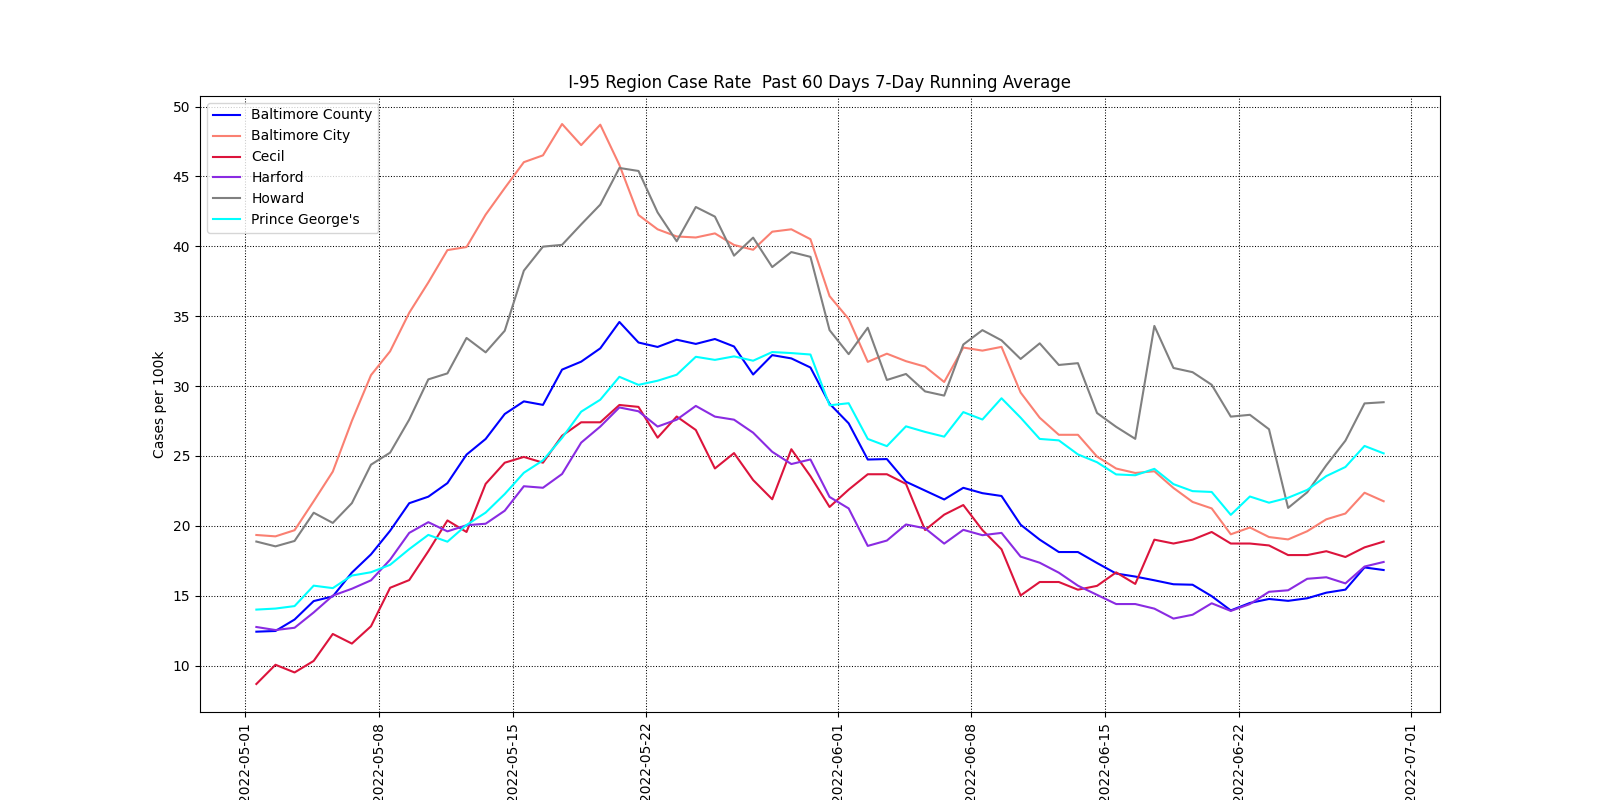 I-95 Region Case Rate  Past 60 Days 7-Day Running Average
Baltimore County
Baltimore City
Cecil
Harford
Howard
Prince George's
Cases per 100k
50
45
40
35
30
25
20
15
10
2022-05-01
2022-05-08
2022-05-15
2022-05-22
2022-06-01
2022-06-08
2022-06-15
2022-06-22
2022-07-01